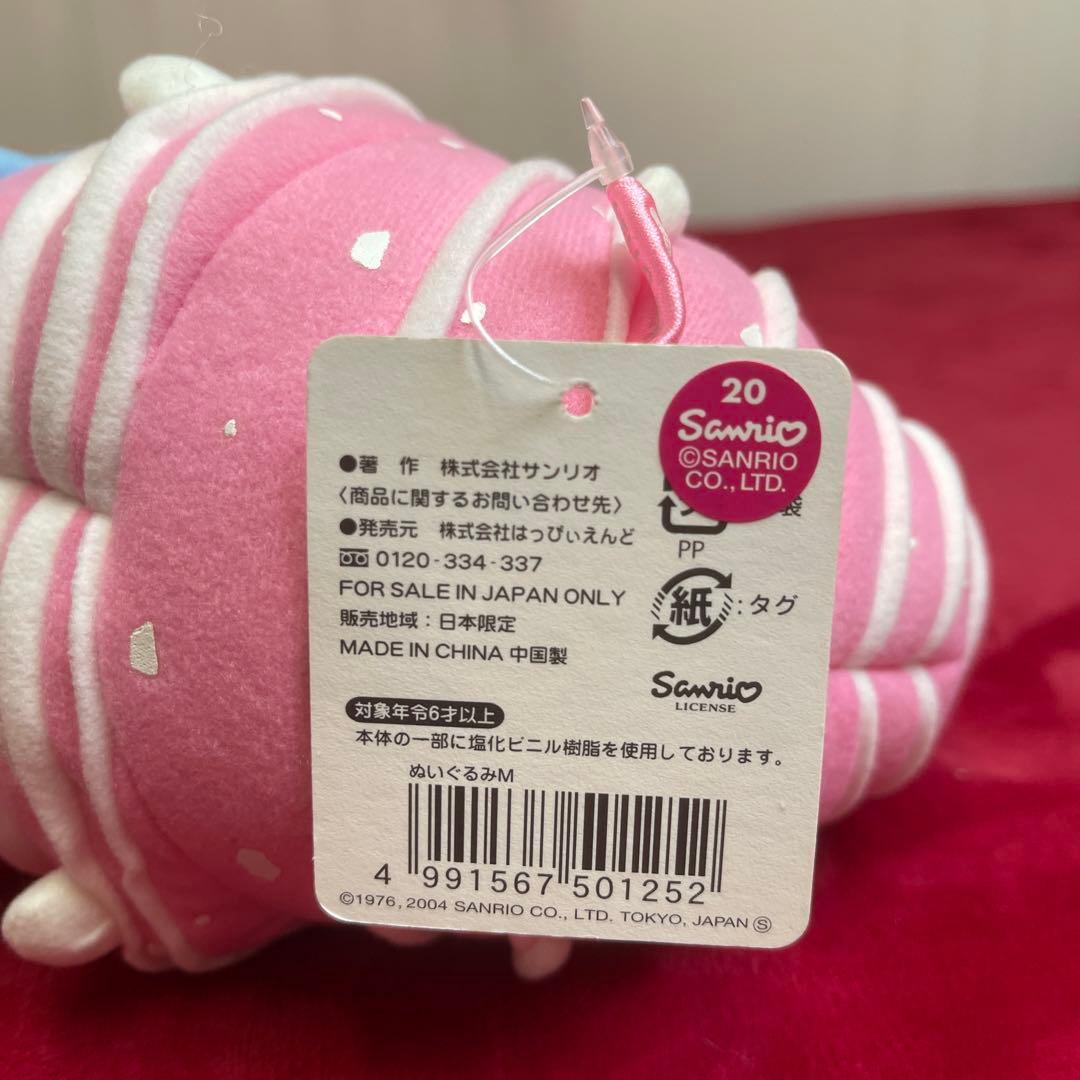 20
Sanrio
©SANRIO
CO., LTD.
●著 作 株式会社サンリオ
〈商品に関するお問い合わせ先〉
●発売元 株式会社はっぴぃえんど
0120-334-337
FOR SALE IN JAPAN ONLY
販売地域：日本限定
MADE IN CHINA 中国製
袋
PP
紙：タグ
Sanrio
LICENSE
対象年令6才以上
本体の一部に塩化ビニル樹脂を使用しております。
ぬいぐるみM
4 991567 501252
©1976, 2004 SANRIO CO., LTD. TOKYO, JAPAN Ⓢ